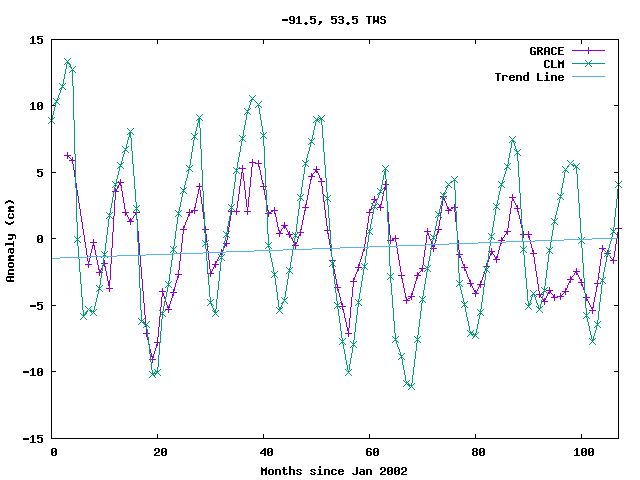 -91.5, 53.5 TWS
GRACE
CLM
Trend Line
15
10
5
0
-5
-10
-15
Anomaly (cm)
0 20 40 60 80 100
Months since Jan 2002